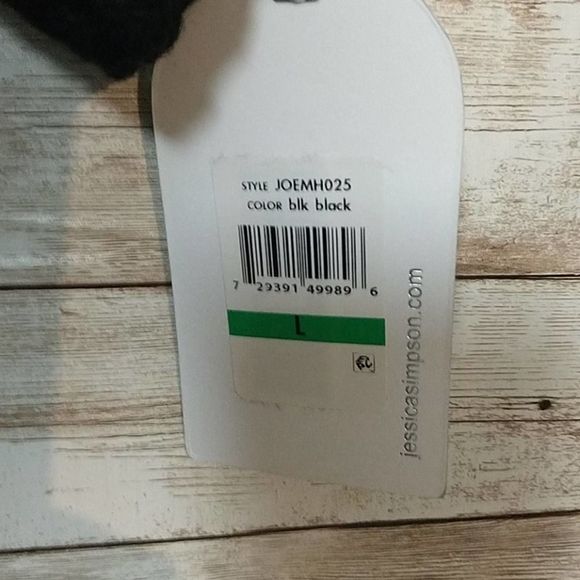 STYLE JOEMH025
COLOR blk black
7 29391 49989 6
L
jessicasimpson.com